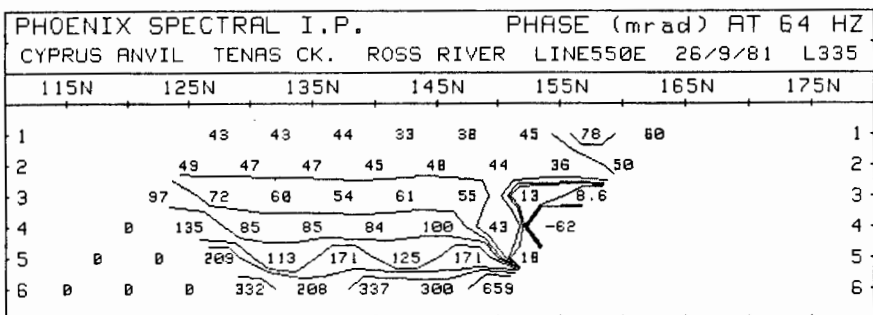 PHOENIX SPECTRAL I.P. PHASE (mrad) AT 64 HZ
CYPRUS ANVIL TENAS CK. ROSS RIVER LINE550E 26/9/81 L335
115N 125N 135N 145N 155N 165N 175N
1 43 43 44 33 38 45 78 60 1
2 49 47 47 45 48 44 36 50 2
3 97 72 60 54 61 55 13 8.6 3
4 0 135 85 85 84 100 43 -62 4
5 0 0 209 113 171 125 171 18 5
6 0 0 0 332 208 337 300 659 6